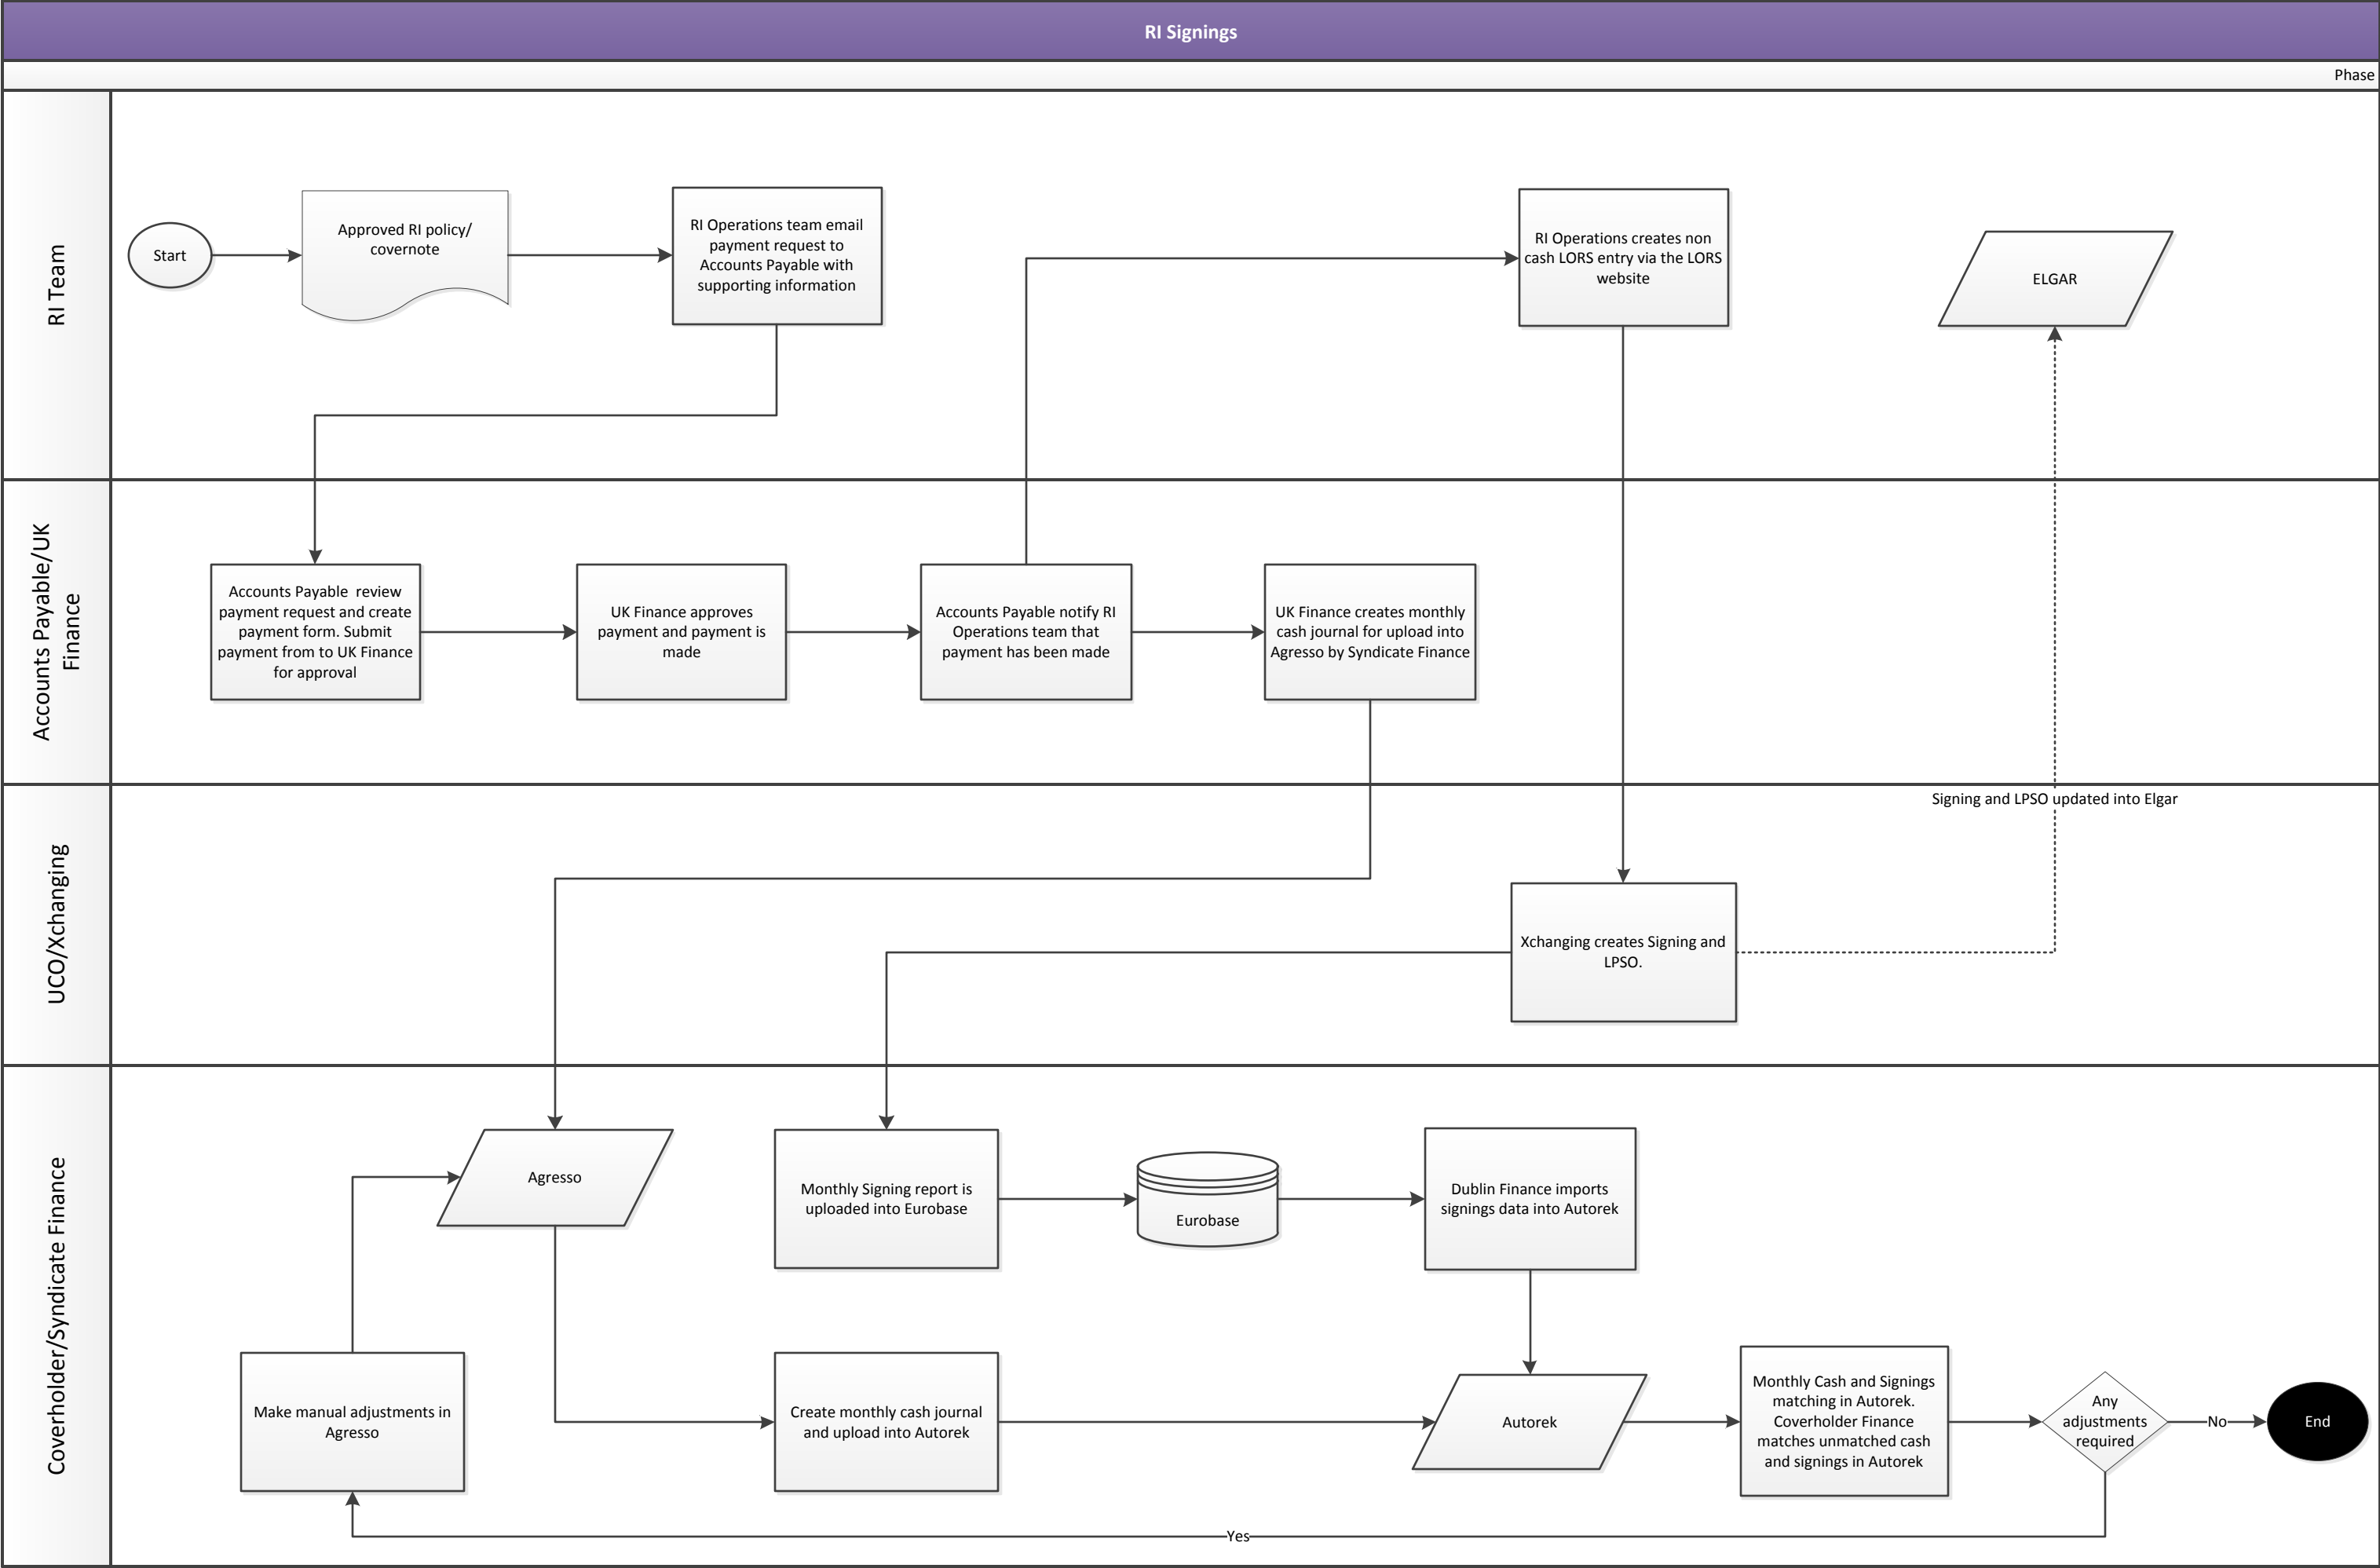 RI Signings
Phase
RI Team
Start
Approved RI policy/
covernote
RI Operations team email
payment request to
Accounts Payable with
supporting information
RI Operations creates non
cash LORS entry via the LORS
website
ELGAR
Accounts Payable/UK
Finance
Accounts Payable  review
payment request and create
payment form. Submit
payment from to UK Finance
for approval
UK Finance approves
payment and payment is
made
Accounts Payable notify RI
Operations team that
payment has been made
UK Finance creates monthly
cash journal for upload into
Agresso by Syndicate Finance
UCO/Xchanging
Signing and LPSO updated into Elgar
Xchanging creates Signing and
LPSO.
Coverholder/Syndicate Finance
Agresso
Monthly Signing report is
uploaded into Eurobase
Eurobase
Dublin Finance imports
signings data into Autorek
Make manual adjustments in
Agresso
Create monthly cash journal
and upload into Autorek
Autorek
Monthly Cash and Signings
matching in Autorek.
Coverholder Finance
matches unmatched cash
and signings in Autorek
Any
adjustments
required
No
End
Yes